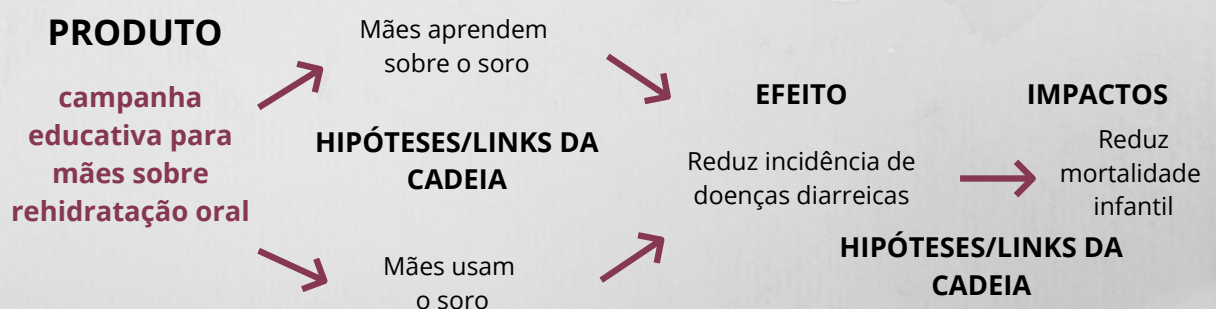 PRODUTO
campanha
educativa para
mães sobre
rehidratação oral
Mães aprendem
sobre o soro
HIPÓTESES/LINKS DA
CADEIA
Mães usam
o soro
EFEITO
Reduz incidência de
doenças diarreicas
IMPACTOS
Reduz
mortalidade
infantil
HIPÓTESES/LINKS DA
CADEIA